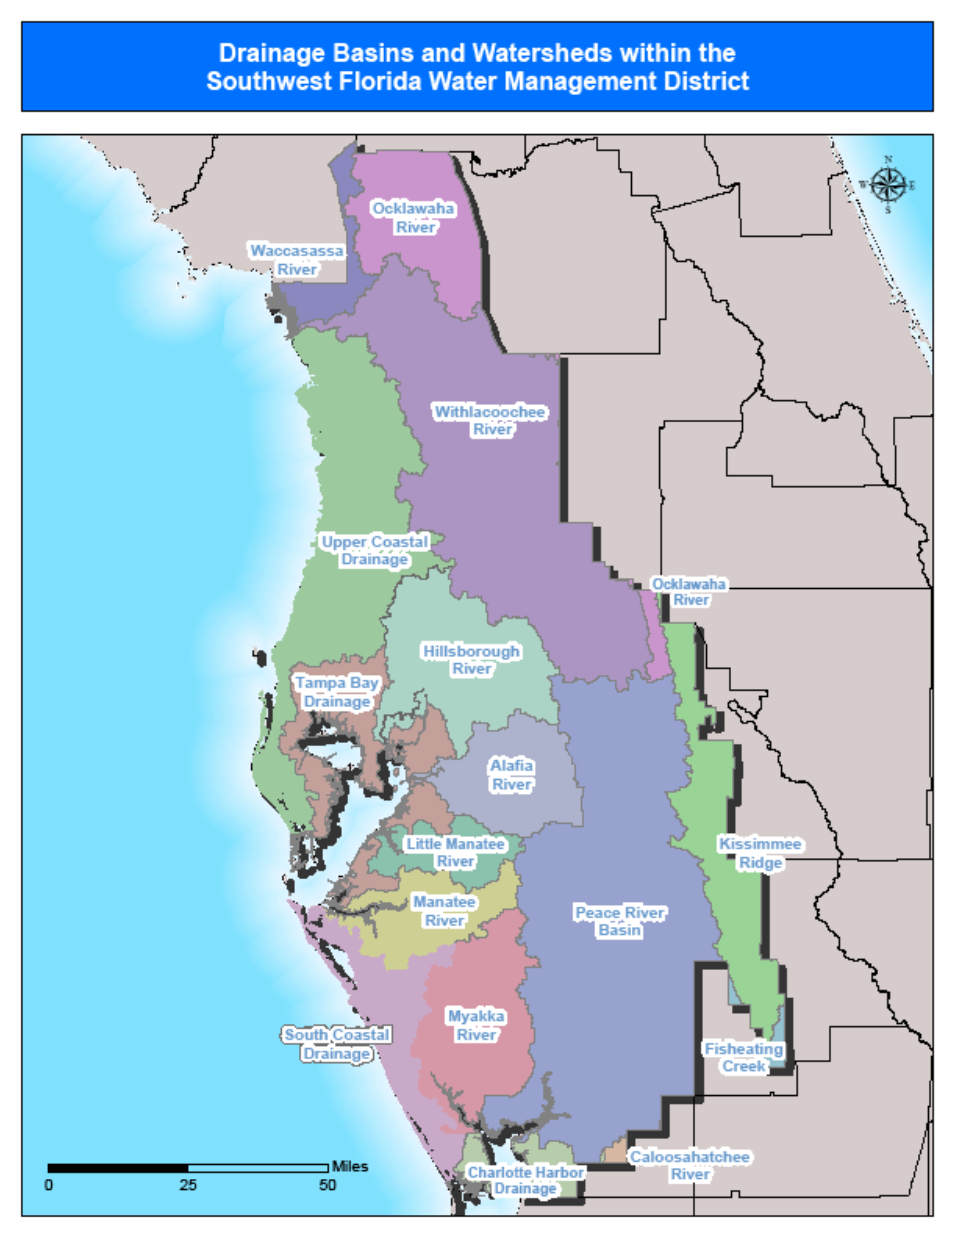 Drainage Basins and Watersheds within the
Southwest Florida Water Management District
N
W
E
S
Ocklawaha
River
Waccasassa
River
Withlacoochee
River
Upper Coastal
Drainage
Ocklawaha
River
Hillsborough
River
Tampa Bay
Drainage
Alafia
River
Little Manatee
River
Kissimmee
Ridge
Manatee
River
Peace River
Basin
Myakka
River
South Coastal
Drainage
Fisheating
Creek
Caloosahatchee
River
Charlotte Harbor
Drainage
Miles
0 25 50